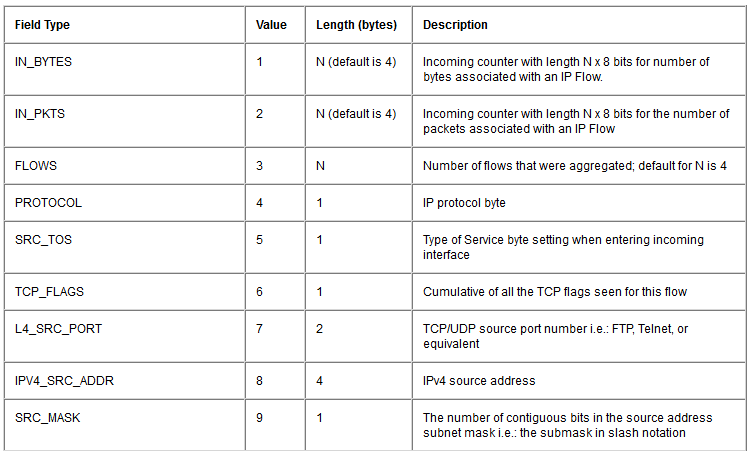 Field Type Value Length (bytes) Description
IN_BYTES 1 N (default is 4) Incoming counter with length N x 8 bits for number of
bytes associated with an IP Flow.
IN_PKTS 2 N (default is 4) Incoming counter with length N x 8 bits for the number of
packets associated with an IP Flow
FLOWS 3 N Number of flows that were aggregated; default for N is 4
PROTOCOL 4 1 IP protocol byte
SRC_TOS 5 1 Type of Service byte setting when entering incoming
interface
TCP_FLAGS 6 1 Cumulative of all the TCP flags seen for this flow
L4_SRC_PORT 7 2 TCP/UDP source port number i.e.: FTP, Telnet, or
equivalent
IPV4_SRC_ADDR 8 4 IPv4 source address
SRC_MASK 9 1 The number of contiguous bits in the source address
subnet mask i.e.: the submask in slash notation